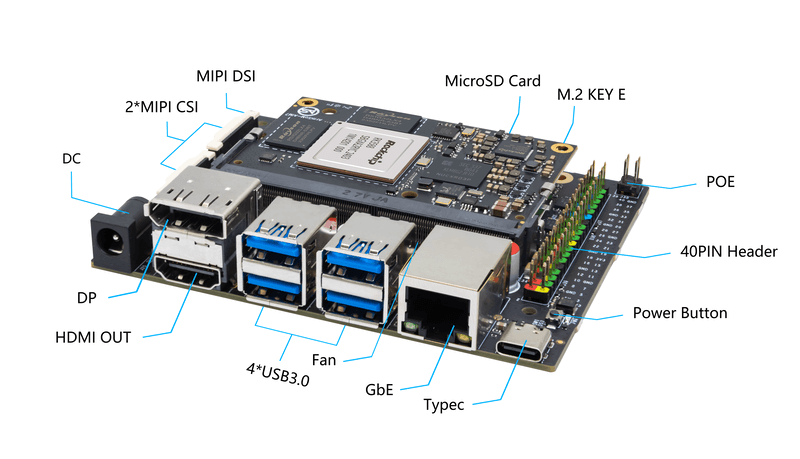 MIPI DSI
2*MIPI CSI
MicroSD Card
M.2 KEY E
DC
POE
Rockchip
40PIN Header
DP
Power Button
HDMI OUT
4*USB3.0
Fan
GbE
Typec